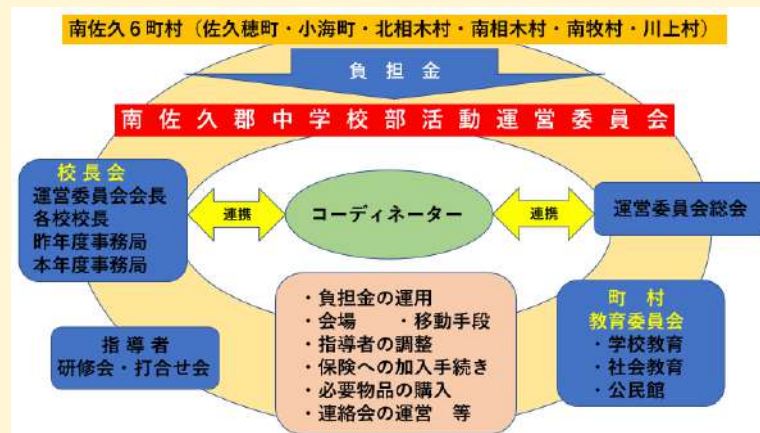 南佐久6町村（佐久穂町・小海町・北相木村・南相木村・南牧村・川上村）
負担金
南佐久郡中学校部活動運営委員会
校長会
運営委員会会長
各校校長
昨年度事務局
本年度事務局
連携
コーディネーター
連携
運営委員会総会
指導者
研修会・打合せ会
・負担金の運用
・会場　・移動手段
・指導者の調整
・保険への加入手続き
・必要物品の購入
・連絡会の運営　等
町　村
教育委員会
・学校教育
・社会教育
・公民館